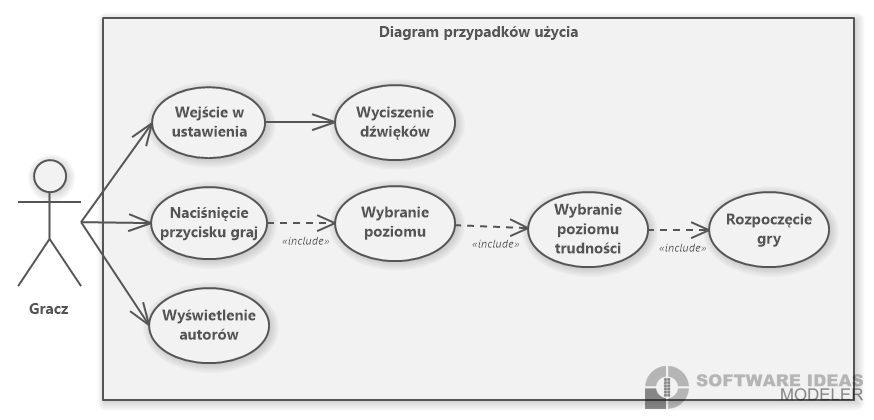 Diagram przypadków użycia
Wejście w
ustawienia
Wyciszenie
dźwięków
Gracz
Naciśnięcie
przycisku graj
«include»
Wybranie
poziomu
«include»
Wybranie
poziomu
trudności
«include»
Rozpoczęcie
gry
Wyświetlenie
autorów
SOFTWARE IDEAS
MODELER